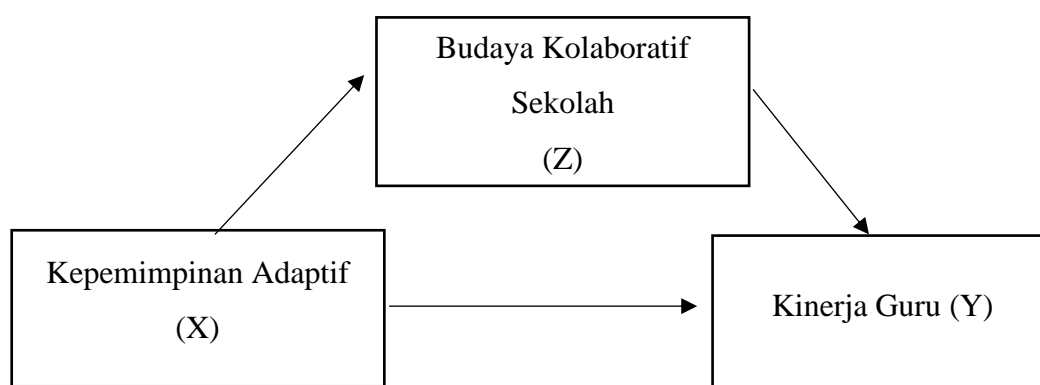 Budaya Kolaboratif
Sekolah
(Z)
Kepemimpinan Adaptif
(X)
Kinerja Guru (Y)